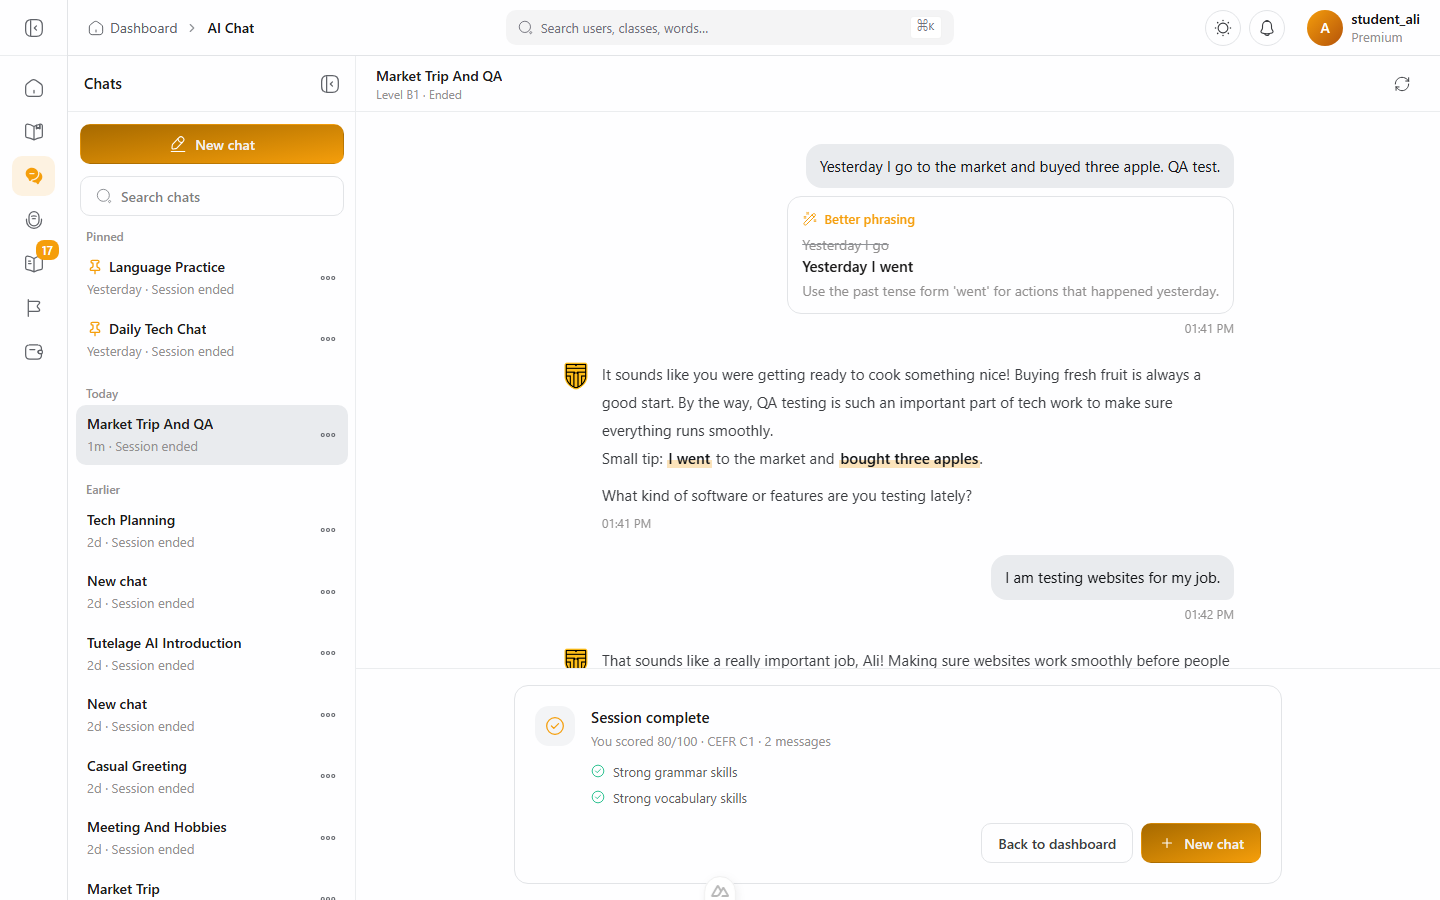 Dashboard > AI Chat
Search users, classes, words...
⌘K
A
student_ali
Premium
17
Chats
New chat
Search chats
Pinned
Language Practice
Yesterday · Session ended
Daily Tech Chat
Yesterday · Session ended
Today
Market Trip And QA
1m · Session ended
Earlier
Tech Planning
2d · Session ended
New chat
2d · Session ended
Tutelage AI Introduction
2d · Session ended
New chat
2d · Session ended
Casual Greeting
2d · Session ended
Meeting And Hobbies
2d · Session ended
Market Trip
Market Trip And QA
Level B1 · Ended
Yesterday I go to the market and buyed three apple. QA test.
Better phrasing
Yesterday I go
Yesterday I went
Use the past tense form 'went' for actions that happened yesterday.
01:41 PM
It sounds like you were getting ready to cook something nice! Buying fresh fruit is always a
good start. By the way, QA testing is such an important part of tech work to make sure
everything runs smoothly.
Small tip: I went to the market and bought three apples.
What kind of software or features are you testing lately?
01:41 PM
I am testing websites for my job.
01:42 PM
That sounds like a really important job, Ali! Making sure websites work smoothly before people
Session complete
You scored 80/100 · CEFR C1 · 2 messages
Strong grammar skills
Strong vocabulary skills
Back to dashboard
New chat